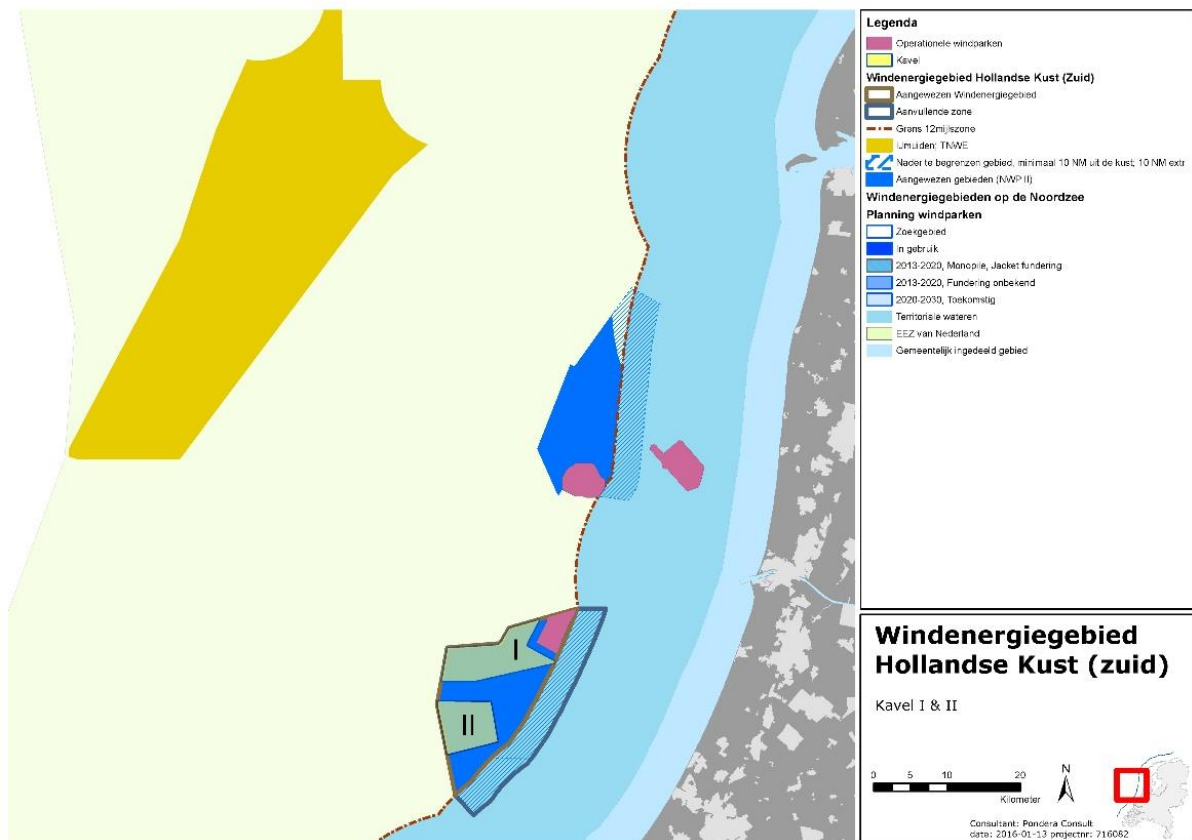 Legenda
Operationele windparken
Kavel
Windenergiegebied Hollandse Kust (Zuid)
Aangewezen Windenergiegebied
Aanvullende zone
Grens 12mijlszone
IJmuiden; TNWE
Nader te begrenzen gebied, minimaal 10 NM uit de kust; 10 NM extr
Aangewezen gebieden (NWP II)
Windenergiegebieden op de Noordzee
Planning windparken
Zoekgebied
In gebruik
2013-2020, Monopile, Jacket fundering
2013-2020, Fundering onbekend
2020-2030, Toekomstig
Territoriale wateren
EEZ van Nederland
Gemeentelijk ingedeeld gebied
I
II
Windenergiegebied
Hollandse Kust (zuid)
Kavel I & II
0 5 10 20
Kilometer
N
Consultant: Pondera Consult
data: 2016-01-13 projectnr: 716082